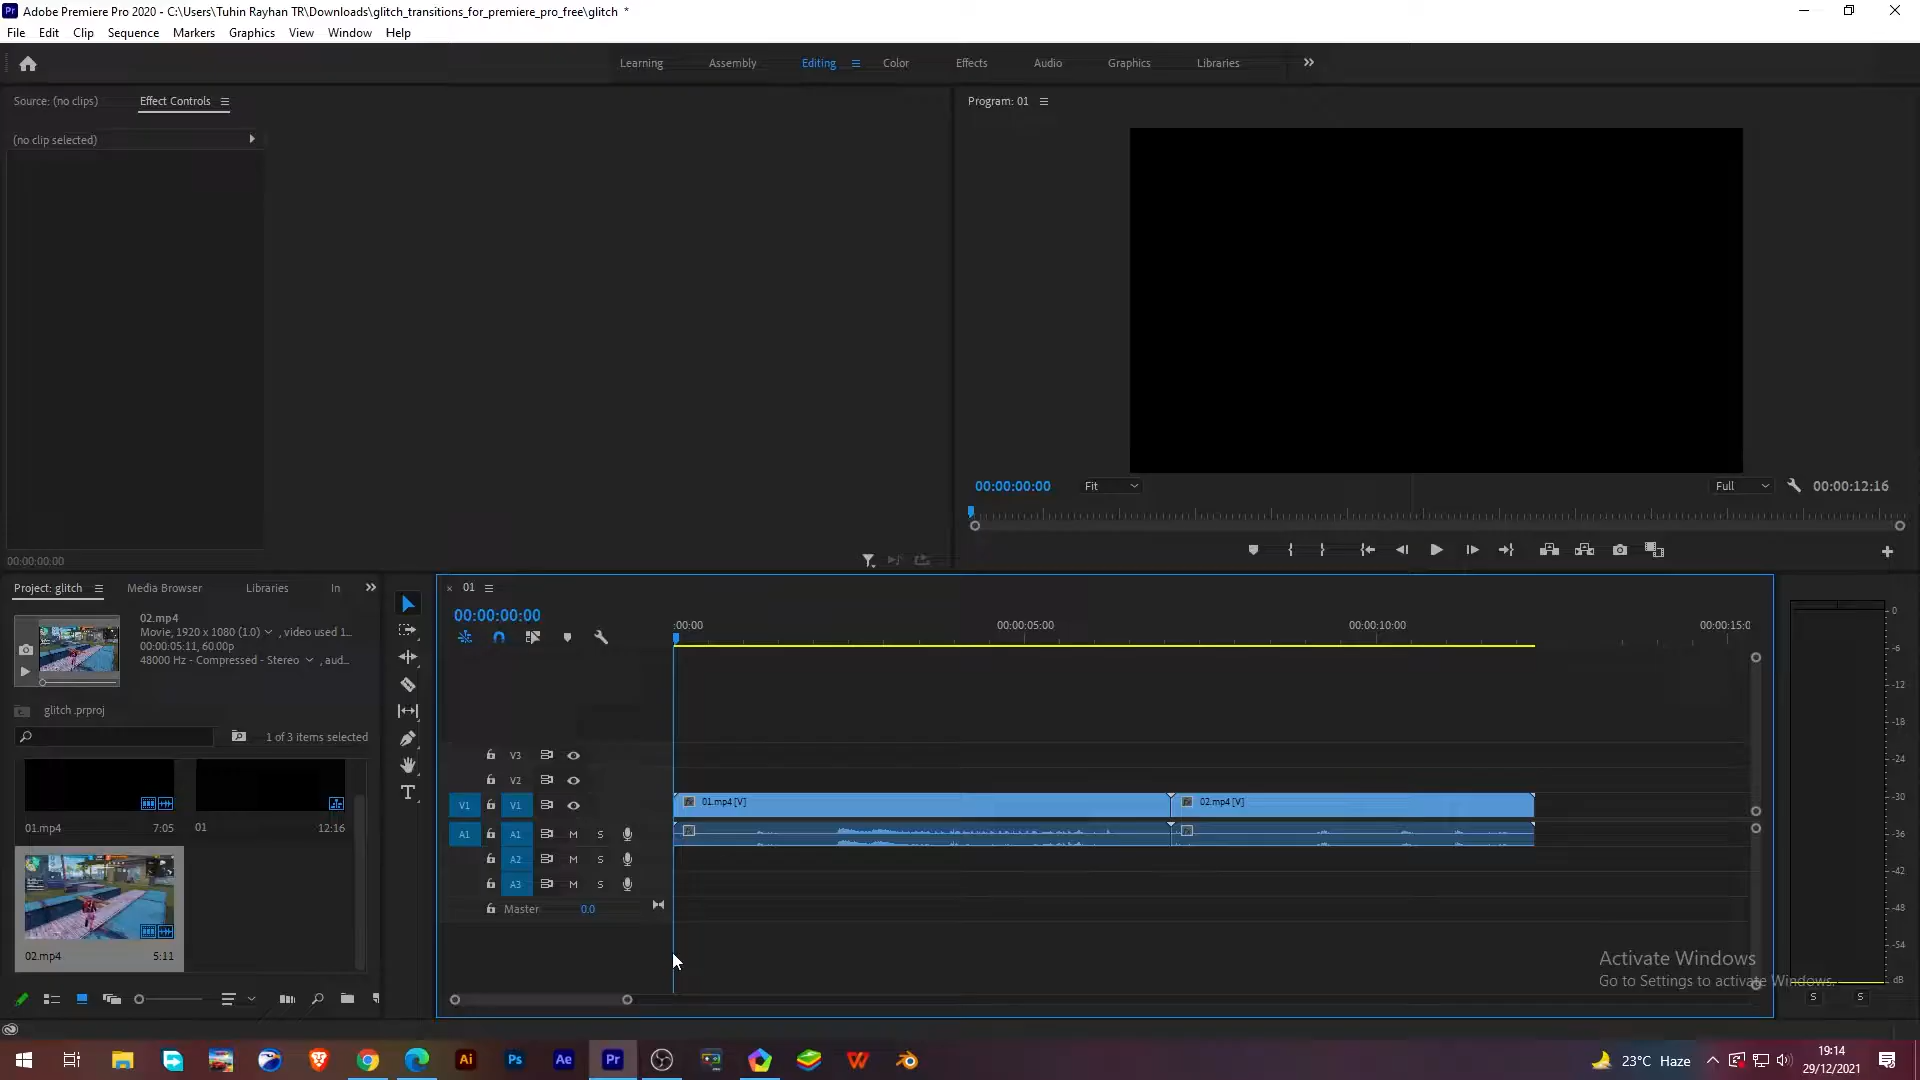 Adobe Premiere Pro 2020 - C:\Users\Tuhin Rayhan TR\Downloads\glitch_transitions_for_premiere_pro_free\glitch *
File Edit Clip Sequence Markers Graphics View Window Help
Learning Assembly Editing Color Effects Audio Graphics Libraries
Source: (no clips) Effect Controls
Program: 01
(no clip selected)
00:00:00:00 Fit Full 00:00:12:16
00:00:00:00
Project: glitch Media Browser Libraries In
01
02.mp4
Movie, 1920 x 1080 (1.0) , video used 1...
00:00:05:11, 60.00p
48000 Hz - Compressed - Stereo , aud...
00:00:00:00
:00:00 00:00:05:00 00:00:10:00 00:00:15:0
glitch .prproj
1 of 3 items selected
V3
V2
V1 V1 01.mp4 [V] 02.mp4 [V]
01.mp4 7:05 01 12:16
A1 A1 M S
A2 M S
A3 M S
Master 0.0
02.mp4 5:11
0
-6
-12
-18
-24
-30
-36
-42
-48
-54
dB
S S
Activate Windows
Go to Settings to activate Windows.
Ai Ps Ae Pr
23°C Haze
19:14
29/12/2021